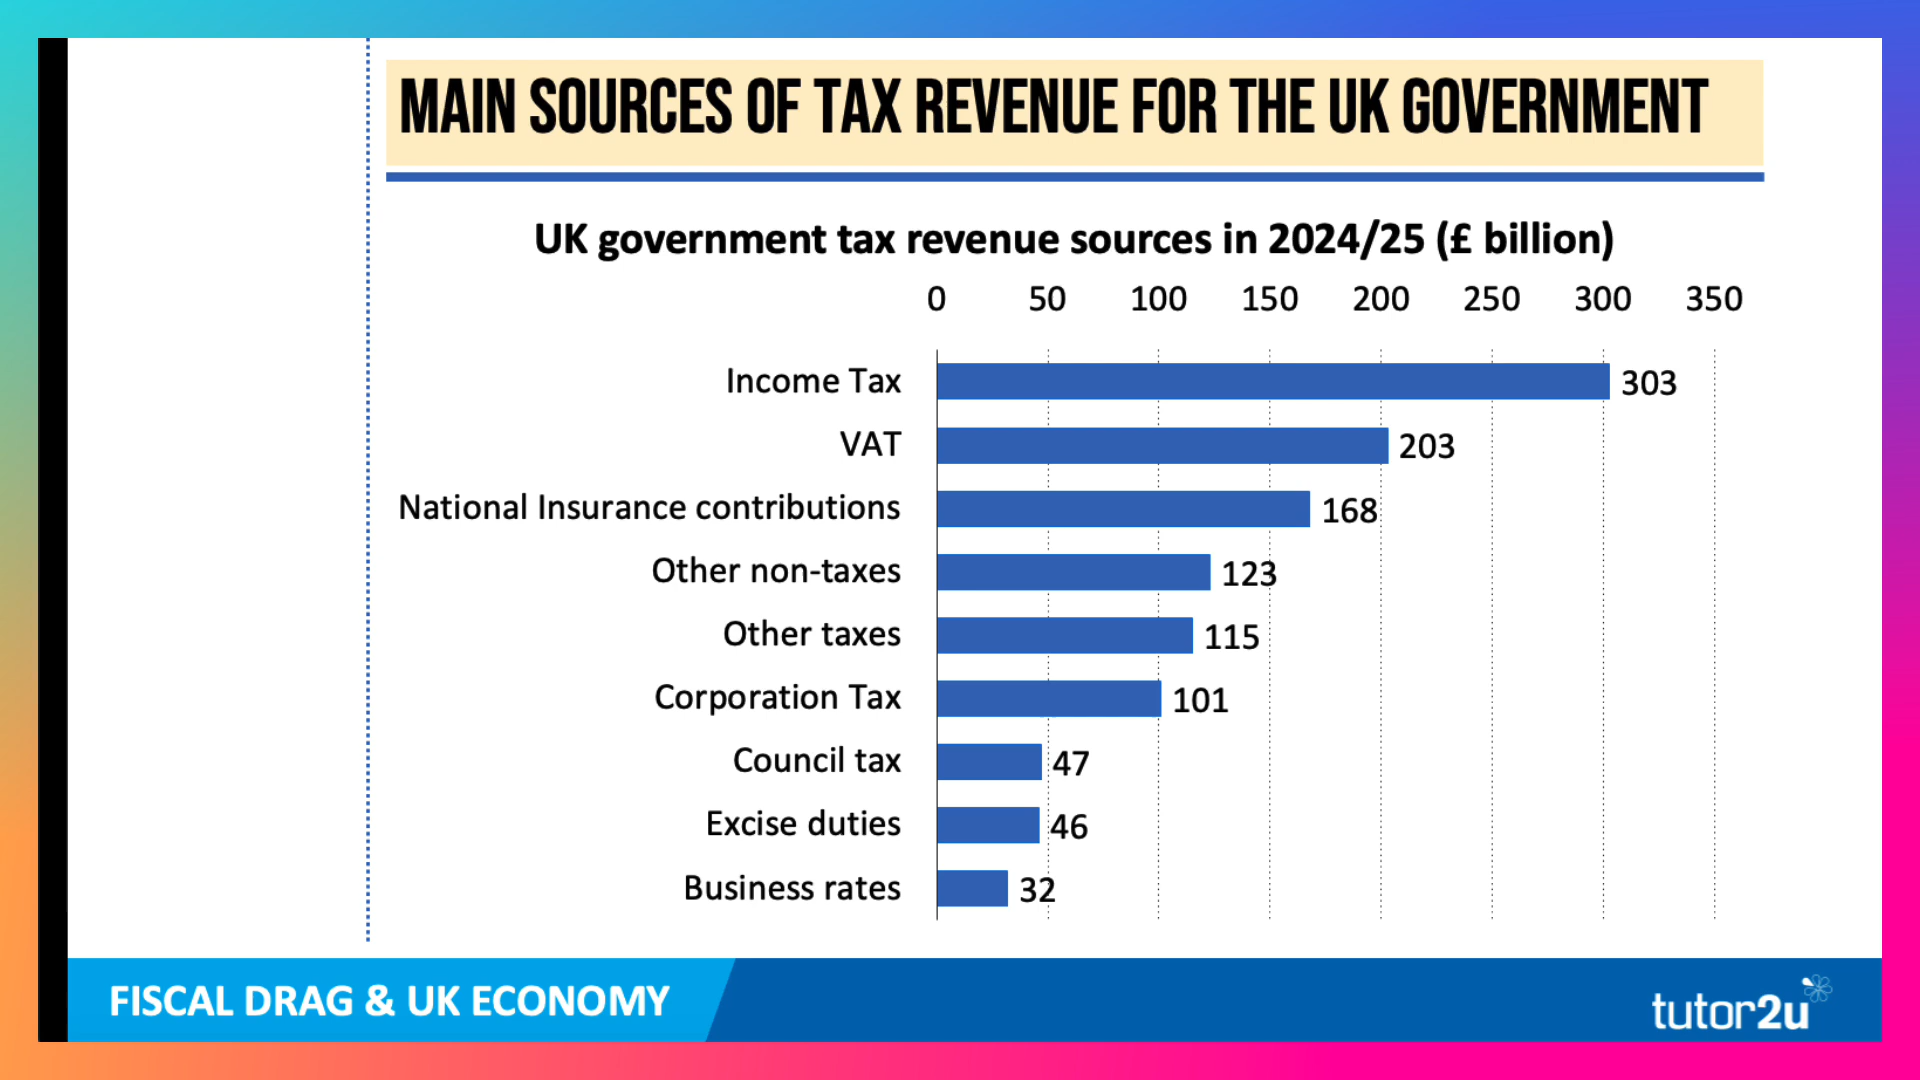 MAIN SOURCES OF TAX REVENUE FOR THE UK GOVERNMENT
UK government tax revenue sources in 2024/25 (£ billion)
0 50 100 150 200 250 300 350
Income Tax 303
VAT 203
National Insurance contributions 168
Other non-taxes 123
Other taxes 115
Corporation Tax 101
Council tax 47
Excise duties 46
Business rates 32
FISCAL DRAG & UK ECONOMY
tutor2u